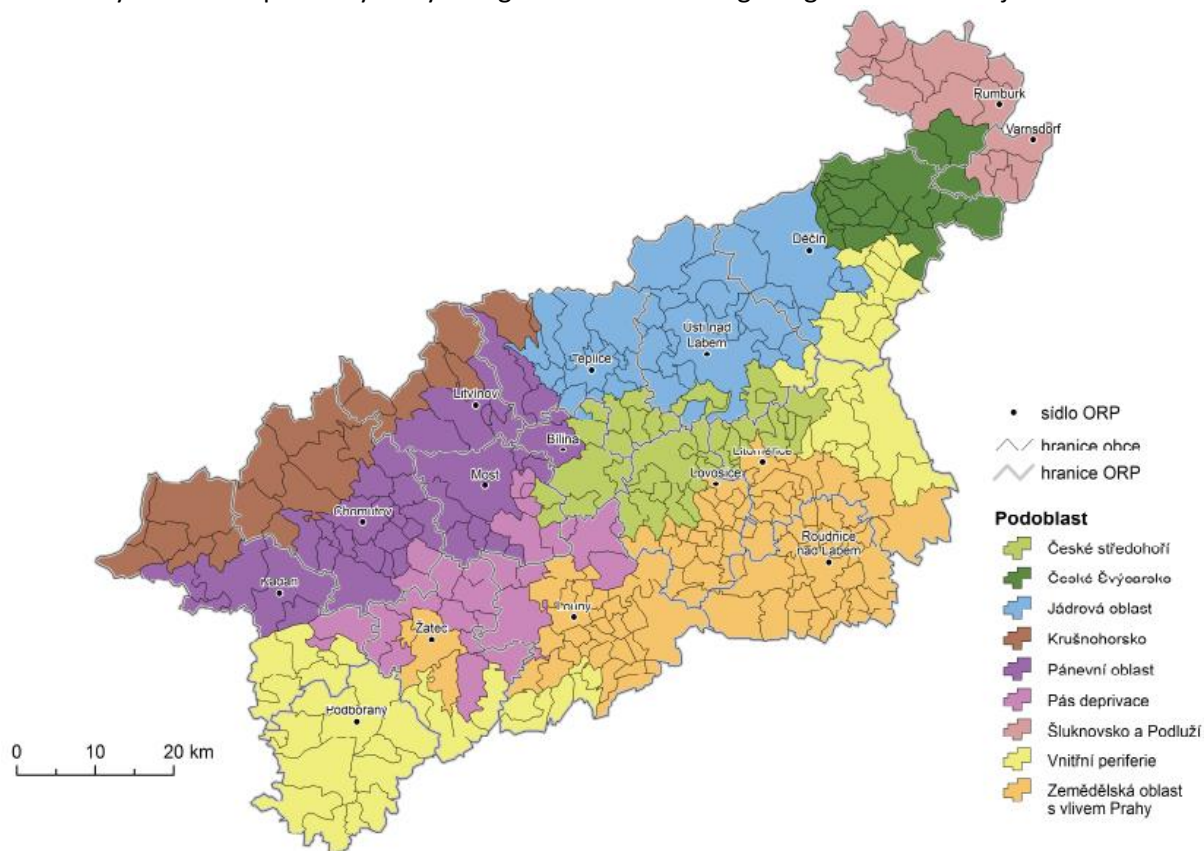 Rumburk
Varnsdorf
Děčín
Ústí nad
Labem
Teplice
Litvínov
Bílina
Most
Litoměřice
Lovosice
Chomutov
Roudnice
nad Labem
Kadaň
Louny
Žatec
Podbořany
0 10 20 km
sídlo ORP
hranice obce
hranice ORP
Podoblast
České středohoří
České Švýcarsko
Jádrová oblast
Krušnohorsko
Pánevní oblast
Pás deprivace
Šluknovsko a Podluží
Vnitřní periferie
Zemědělská oblast
s vlivem Prahy